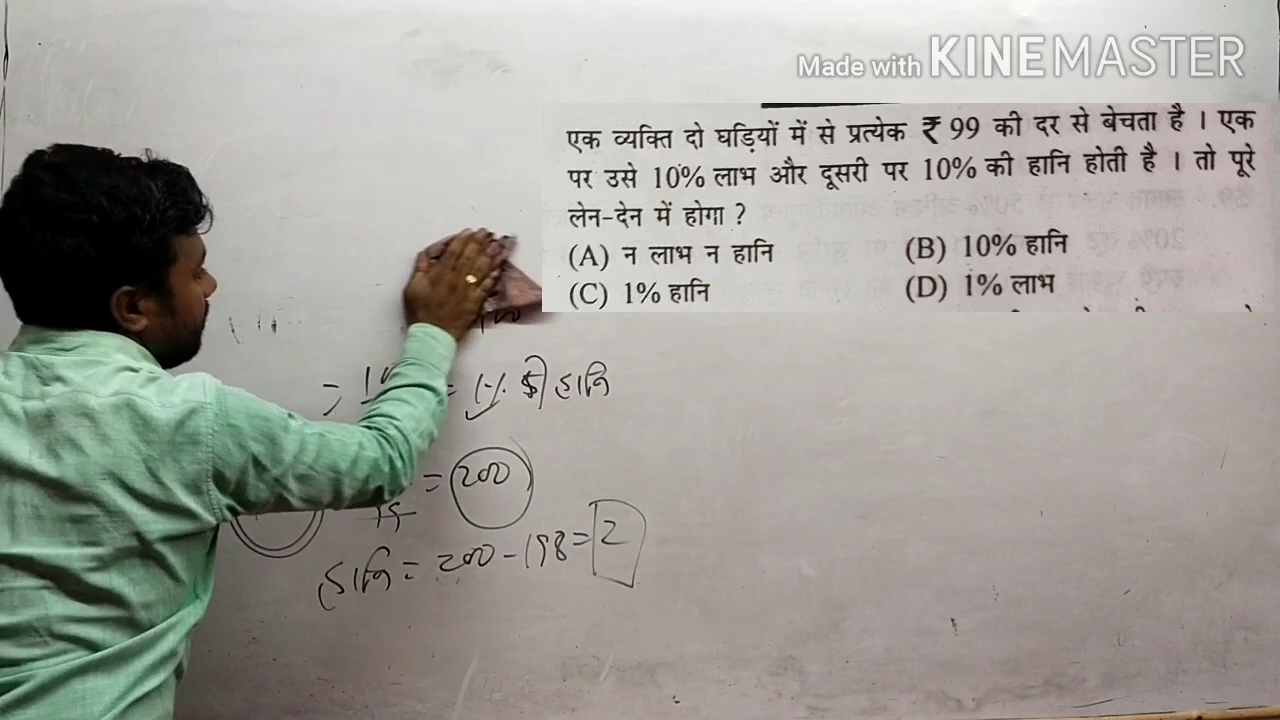 Made with KINEMASTER
एक व्यक्ति दो घड़ियों में से प्रत्येक ₹ 99 की दर से बेचता है । एक
पर उसे 10% लाभ और दूसरी पर 10% की हानि होती है । तो पूरे
लेन-देन में होगा ?
(A) न लाभ न हानि (B) 10% हानि
(C) 1% हानि (D) 1% लाभ
= 1% की हानि
= 200
हानि = 200 - 198 = 2